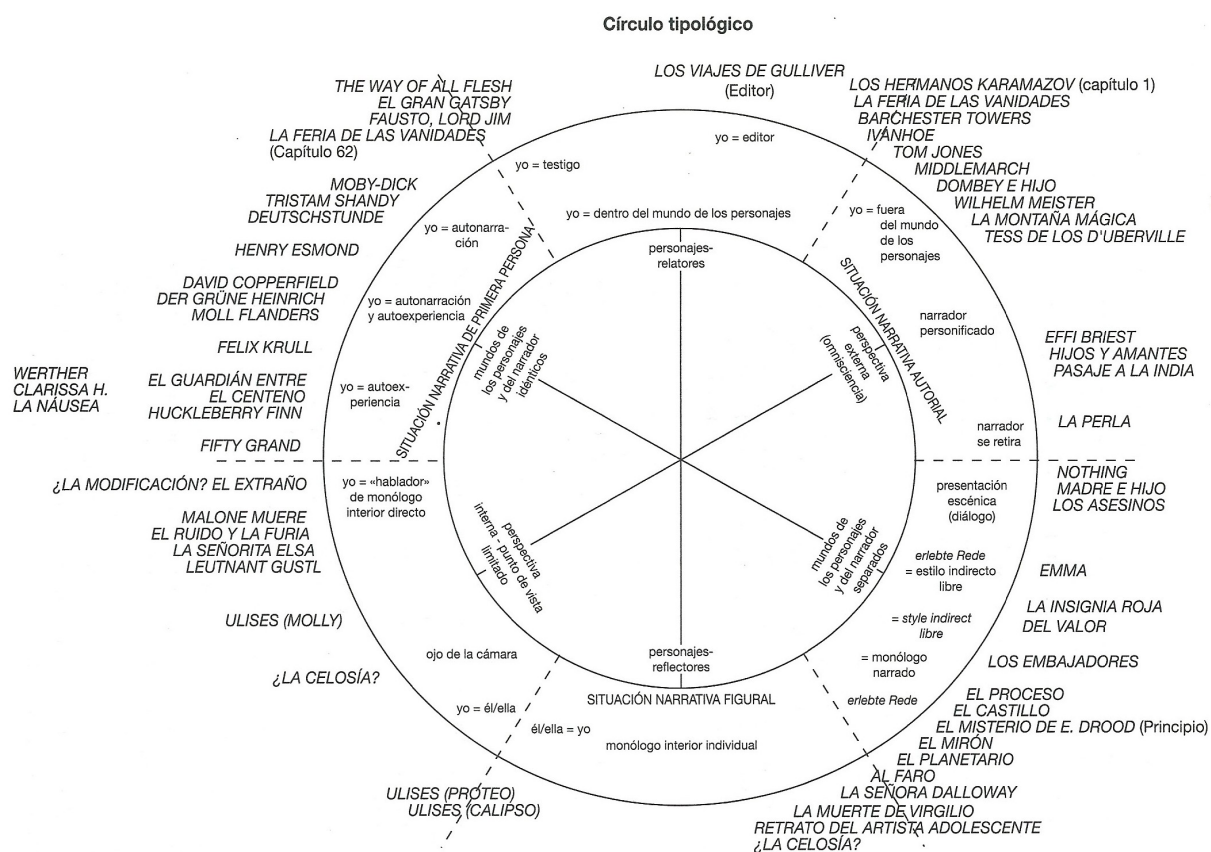 Círculo tipológico
LOS VIAJES DE GULLIVER
(Editor)
THE WAY OF ALL FLESH
EL GRAN GATSBY
FAUSTO, LORD JIM
LA FERIA DE LAS VANIDADES
(Capítulo 62)
MOBY-DICK
TRISTAM SHANDY
DEUTSCHSTUNDE
HENRY ESMOND
DAVID COPPERFIELD
DER GRÜNE HEINRICH
MOLL FLANDERS
FELIX KRULL
WERTHER
CLARISSA H.
LA NÁUSEA
EL GUARDIÁN ENTRE
EL CENTENO
HUCKLEBERRY FINN
FIFTY GRAND
¿LA MODIFICACIÓN? EL EXTRAÑO
MALONE MUERE
EL RUIDO Y LA FURIA
LA SEÑORITA ELSA
LEUTNANT GUSTL
ULISES (MOLLY)
¿LA CELOSÍA?
ULISES (PROTEO)
ULISES (CALIPSO)
LOS HERMANOS KARAMAZOV (capítulo 1)
LA FERIA DE LAS VANIDADES
BARCHESTER TOWERS
IVANHOE
TOM JONES
MIDDLEMARCH
DOMBEY E HIJO
WILHELM MEISTER
LA MONTAÑA MÁGICA
TESS DE LOS D'UBERVILLE
EFFI BRIEST
HIJOS Y AMANTES
PASAJE A LA INDIA
LA PERLA
NOTHING
MADRE E HIJO
LOS ASESINOS
EMMA
LA INSIGNIA ROJA
DEL VALOR
LOS EMBAJADORES
EL PROCESO
EL CASTILLO
EL MISTERIO DE E. DROOD (Principio)
EL MIRÓN
EL PLANETARIO
AL FARO
LA SEÑORA DALLOWAY
LA MUERTE DE VIRGILIO
RETRATO DEL ARTISTA ADOLESCENTE
¿LA CELOSÍA?
yo = editor
yo = testigo
yo = dentro del mundo de los personajes
yo = autonarra-
ción
yo = autonarración
y autoexperiencia
yo = autoex-
periencia
yo = «hablador»
de monólogo
interior directo
ojo de la cámara
yo = él/ella
él/ella = yo
monólogo interior individual
yo = fuera
del mundo
de los
personajes
narrador
personificado
narrador
se retira
presentación
escénica
(diálogo)
erlebte Rede
= estilo indirecto
libre
= style indirect
libre
= monólogo
narrado
erlebte Rede
SITUACIÓN NARRATIVA DE PRIMERA PERSONA
SITUACIÓN NARRATIVA AUTORIAL
SITUACIÓN NARRATIVA FIGURAL
personajes-
relatores
mundos de
los personajes
y del narrador
idénticos
perspectiva
externa
(omnisciencia)
perspectiva
interna - punto de vista
limitado
mundos de
los personajes
y del narrador
separados
personajes-
reflectores